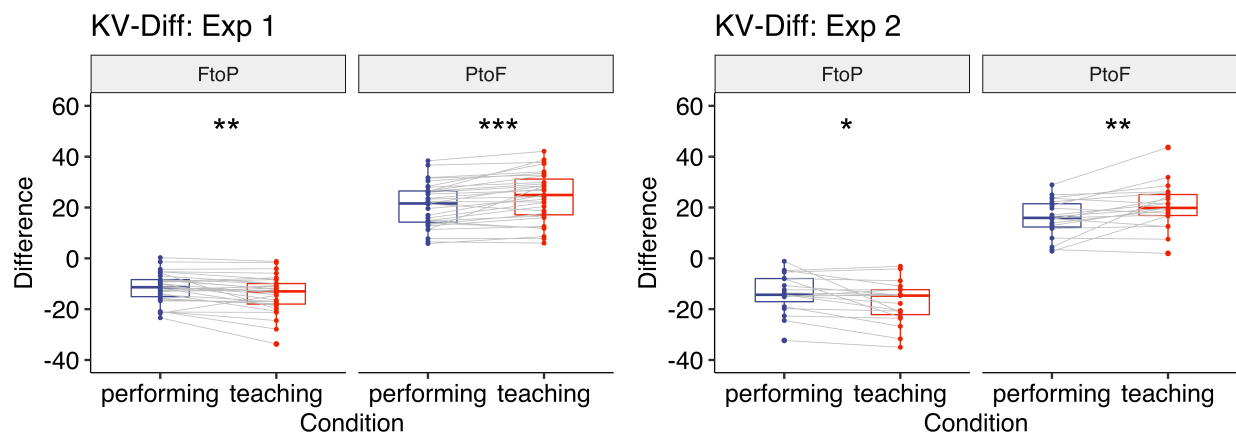 KV-Diff: Exp 1
FtoP
PtoF
Difference
60
40
20
0
-20
-40
**
***
performing
teaching
performing
teaching
Condition
KV-Diff: Exp 2
FtoP
PtoF
Difference
60
40
20
0
-20
-40
*
**
performing
teaching
performing
teaching
Condition